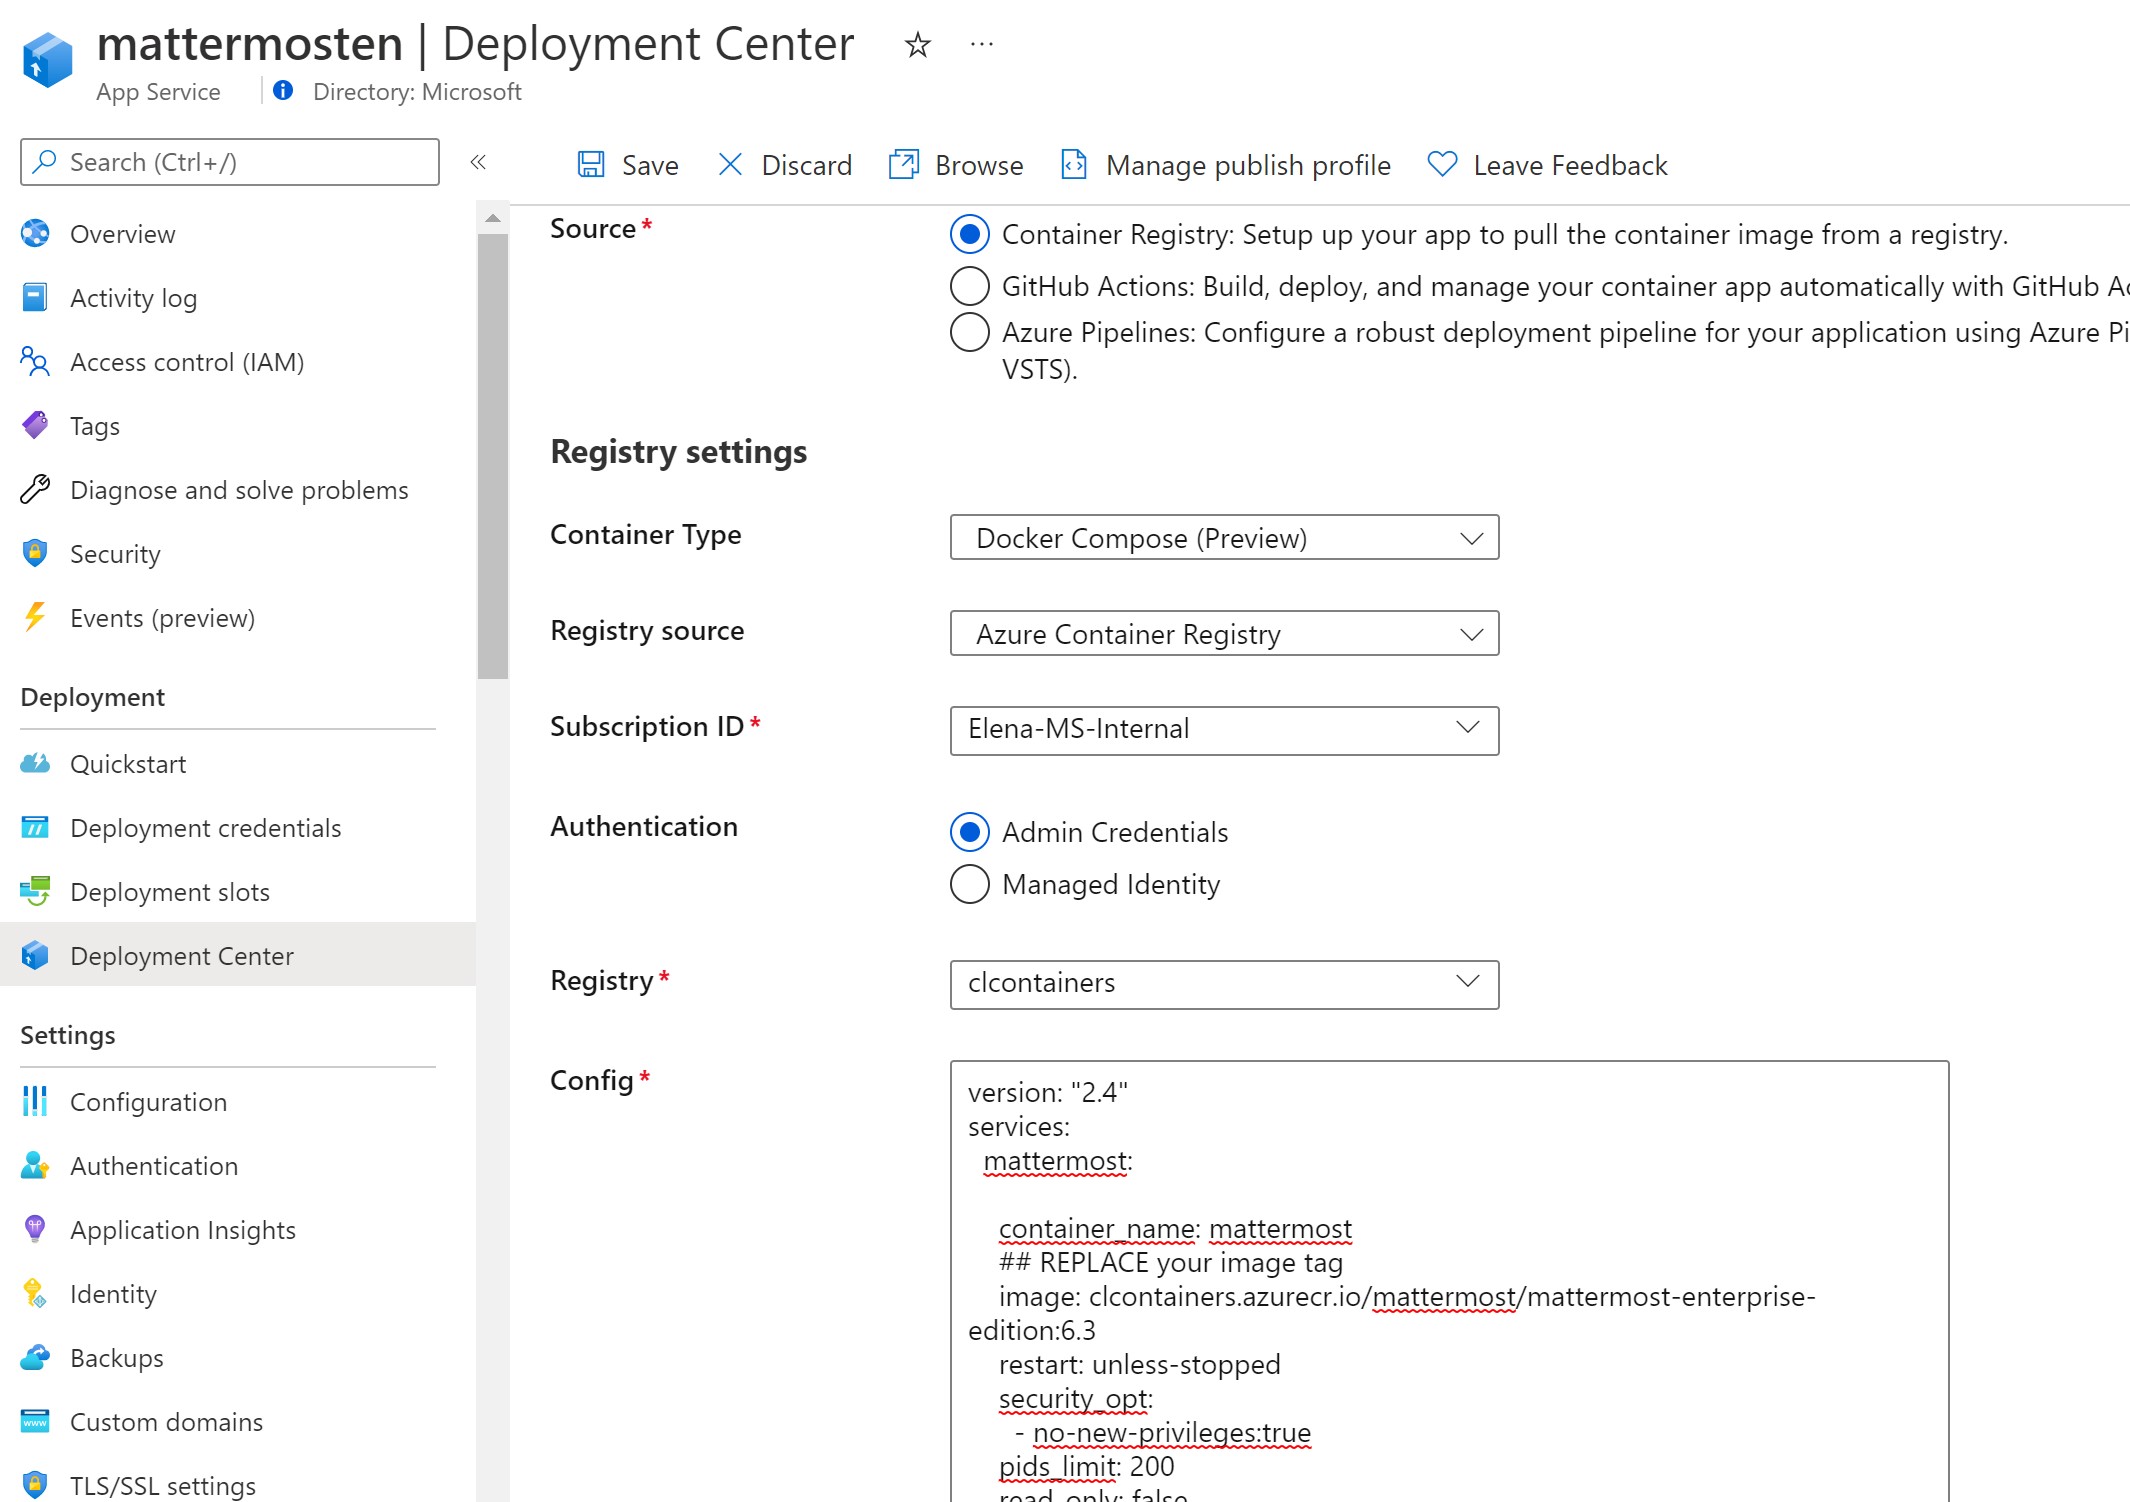 mattermosten | Deployment Center
App Service
Directory: Microsoft
Search (Ctrl+/)
Overview
Activity log
Access control (IAM)
Tags
Diagnose and solve problems
Security
Events (preview)
Deployment
Quickstart
Deployment credentials
Deployment slots
Deployment Center
Settings
Configuration
Authentication
Application Insights
Identity
Backups
Custom domains
TLS/SSL settings
Save Discard Browse Manage publish profile Leave Feedback
Source*
Container Registry: Setup up your app to pull the container image from a registry.
GitHub Actions: Build, deploy, and manage your container app automatically with GitHub
Azure Pipelines: Configure a robust deployment pipeline for your application using Azure
VSTS).
Registry settings
Container Type Docker Compose (Preview)
Registry source Azure Container Registry
Subscription ID* Elena-MS-Internal
Authentication Admin Credentials
Managed Identity
Registry* clcontainers
Config*
version: "2.4"
services:
mattermost:
container_name: mattermost
## REPLACE your image tag
image: clcontainers.azurecr.io/mattermost/mattermost-enterprise-
edition:6.3
restart: unless-stopped
security_opt:
- no-new-privileges:true
pids_limit: 200
read_only: false